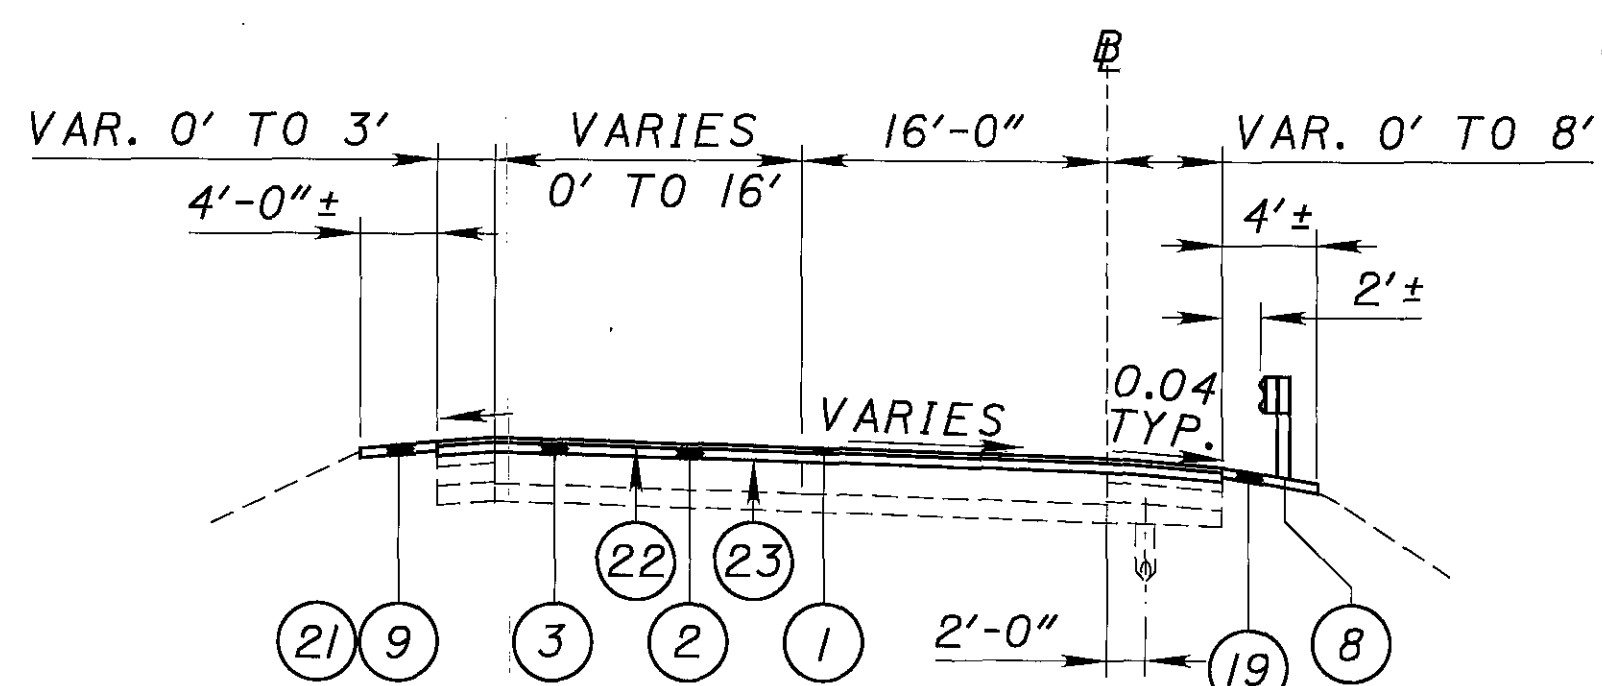 VAR. 0' TO 3'
VARIES
0' TO 16'
16'-0"
VAR. 0' TO 8'
4'-0"±
4'±
2'±
VARIES
0.04
TYP.
22
23
21
9
3
2
1
2'-0"
19
8